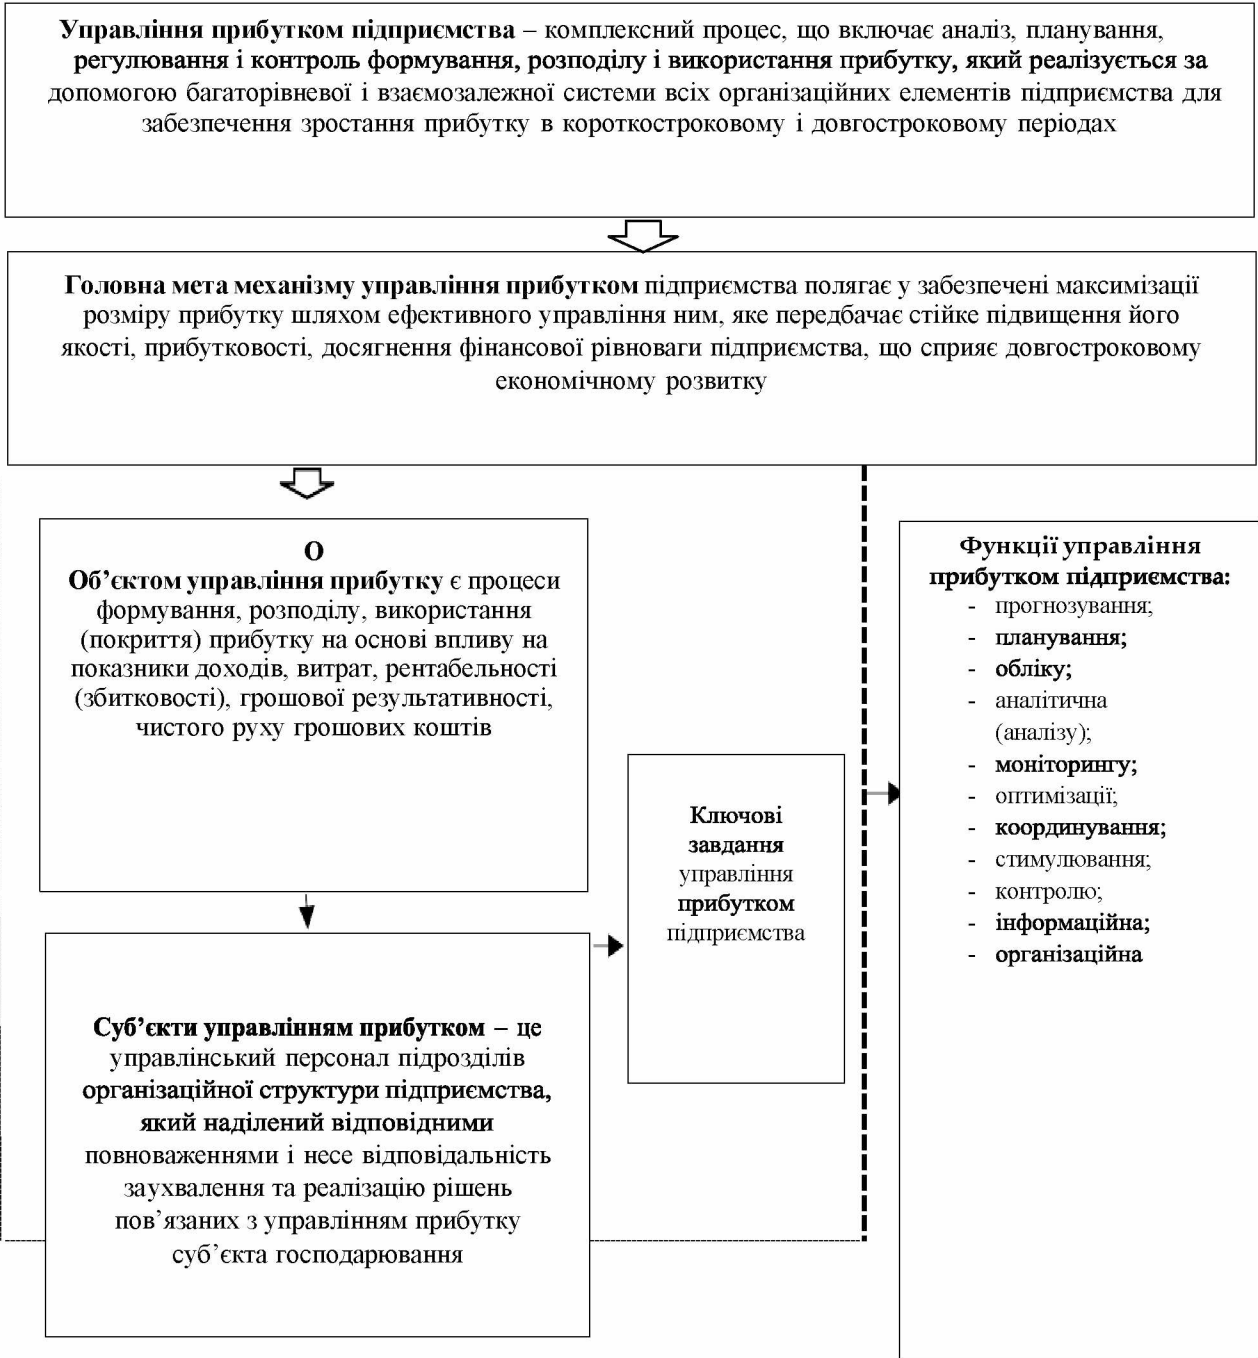 Управління прибутком підприємства – комплексний процес, що включає аналіз, планування,
регулювання і контроль формування, розподілу і використання прибутку, який реалізується за
допомогою багаторівневої і взаємозалежної системи всіх організаційних елементів підприємства для
забезпечення зростання прибутку в короткостроковому і довгостроковому періодах
Головна мета механізму управління прибутком підприємства полягає у забезпечені максимізації
розміру прибутку шляхом ефективного управління ним, яке передбачає стійке підвищення його
якості, прибутковості, досягнення фінансової рівноваги підприємства, що сприяє довгостроковому
економічному розвитку
О
Об’єктом управління прибутку є процеси
формування, розподілу, використання
(покриття) прибутку на основі впливу на
показники доходів, витрат, рентабельності
(збитковості), грошової результативності,
чистого руху грошових коштів
Суб’єкти управлінням прибутком – це
управлінський персонал підрозділів
організаційної структури підприємства,
який наділений відповідними
повноваженнями і несе відповідальність
заухвалення та реалізацію рішень
пов’язаних з управлінням прибутку
суб’єкта господарювання
Ключові
завдання
управління
прибутком
підприємства
Функції управління
прибутком підприємства:
- прогнозування;
- планування;
- обліку;
- аналітична
(аналізу);
- моніторингу;
- оптимізації;
- координування;
- стимулювання;
- контролю;
- інформаційна;
- організаційна